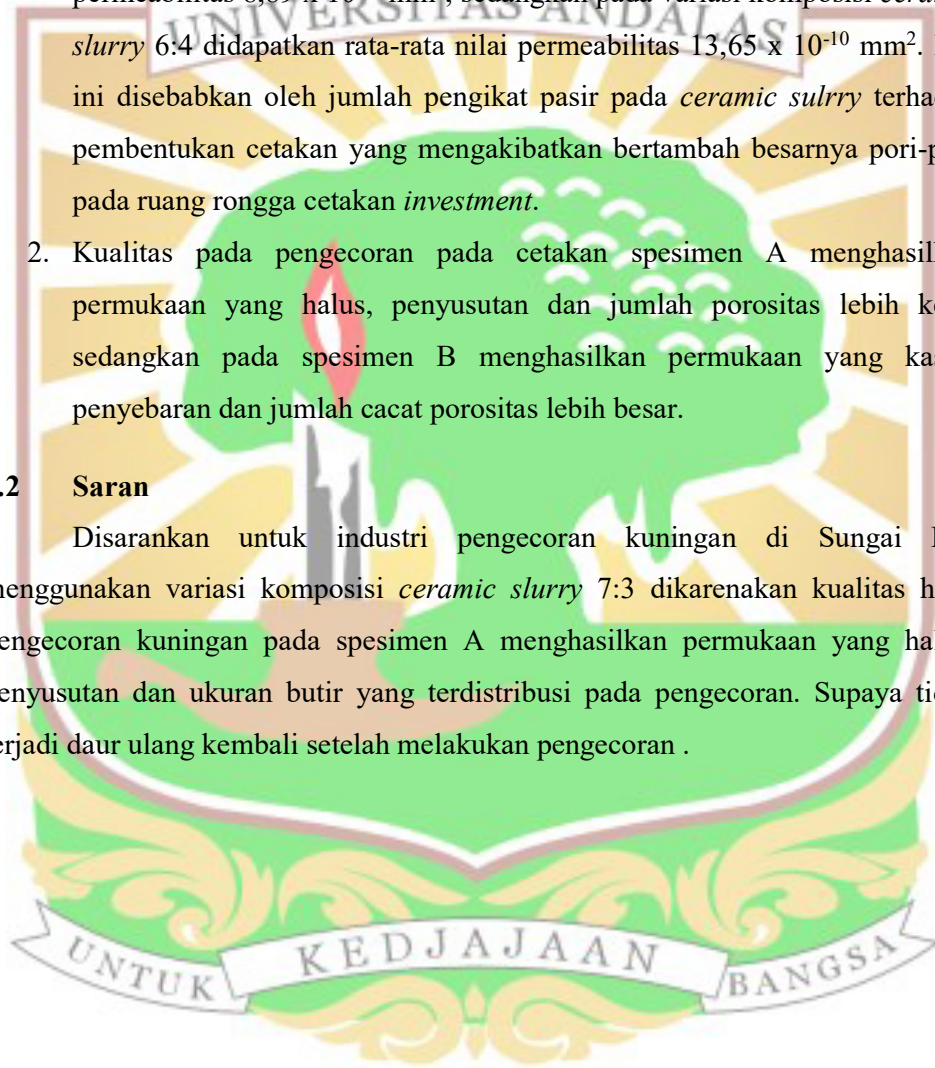 UNIVERSITAS ANDALAS
slurry 6:4 didapatkan rata-rata nilai permeabilitas 13,65 x 10⁻¹⁰ mm².
ini disebabkan oleh jumlah pengikat pasir pada ceramic sulrry
pembentukan cetakan yang mengakibatkan bertambah besarnya
pada ruang rongga cetakan investment.
2. Kualitas pada pengecoran pada cetakan spesimen A
permukaan yang halus, penyusutan dan jumlah porositas lebih
sedangkan pada spesimen B menghasilkan permukaan yang
penyebaran dan jumlah cacat porositas lebih besar.
.2 Saran
Disarankan untuk industri pengecoran kuningan di Sungai
menggunakan variasi komposisi ceramic slurry 7:3 dikarenakan kualitas
pengecoran kuningan pada spesimen A menghasilkan permukaan yang
penyusutan dan ukuran butir yang terdistribusi pada pengecoran. Supaya
terjadi daur ulang kembali setelah melakukan pengecoran .
UNTUK KEDJAJAAN BANGSA